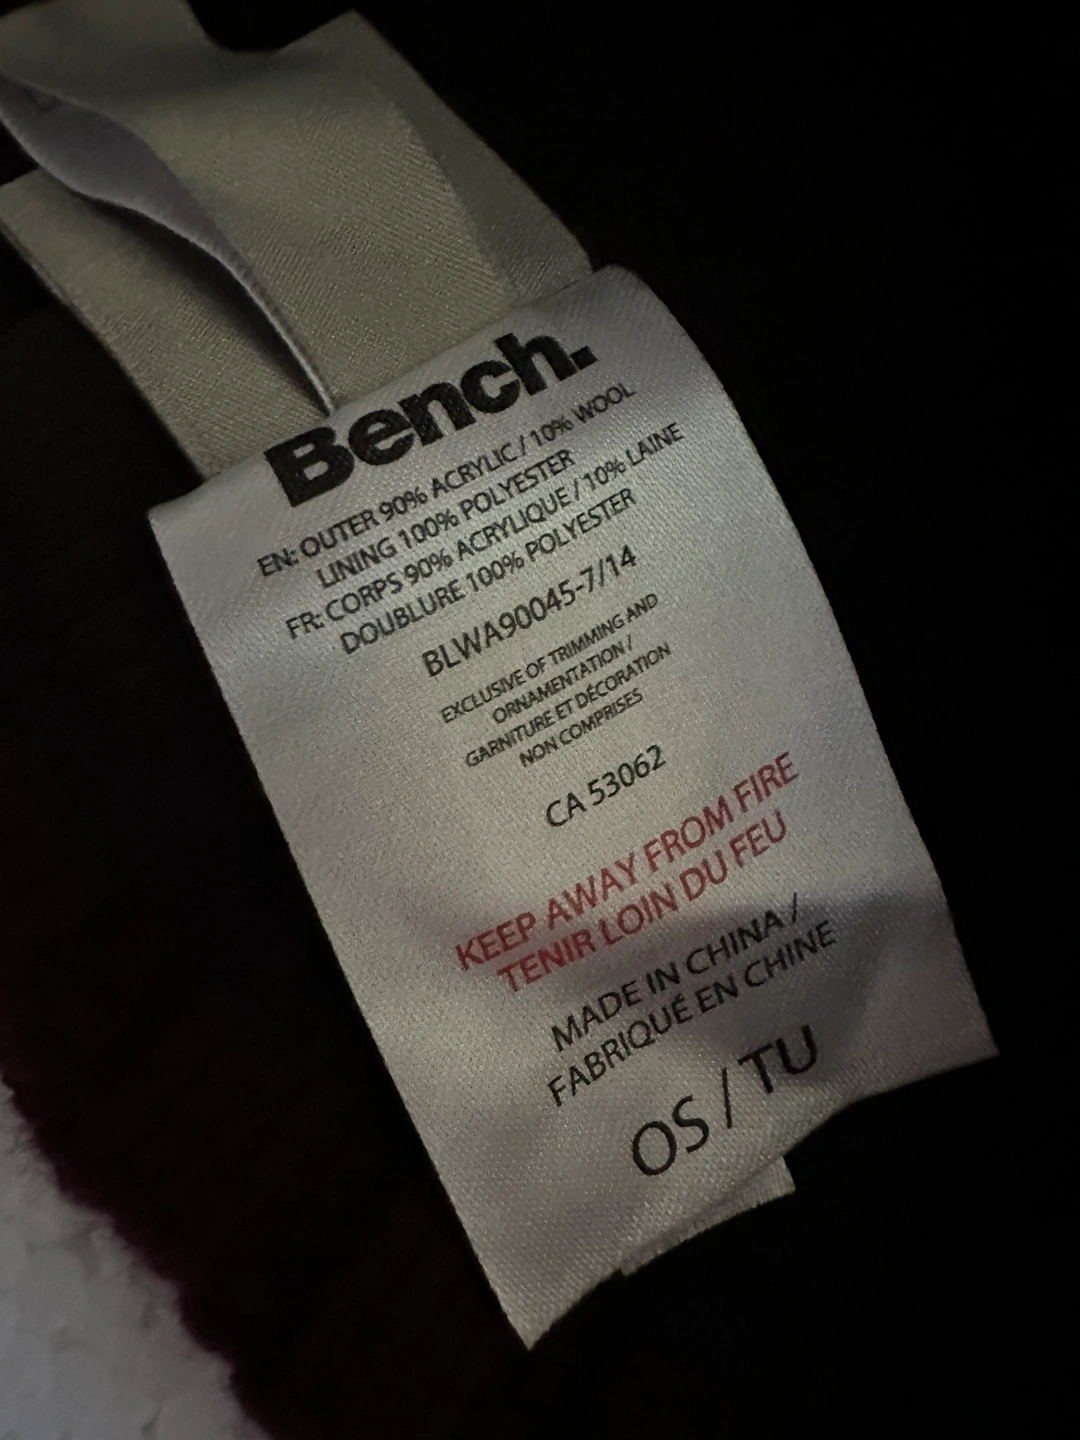 Bench.
EN: OUTER 90% ACRYLIC / 10% WOOL
LINING 100% POLYESTER
FR: CORPS 90% ACRYLIQUE / 10% LAINE
DOUBLURE 100% POLYESTER
BLWA90045-7/14
EXCLUSIVE OF TRIMMING AND
ORNAMENTATION /
GARNITURE ET DÉCORATION
NON COMPRISES
CA 53062
KEEP AWAY FROM FIRE
TENIR LOIN DU FEU
MADE IN CHINA /
FABRIQUÉ EN CHINE
OS / TU